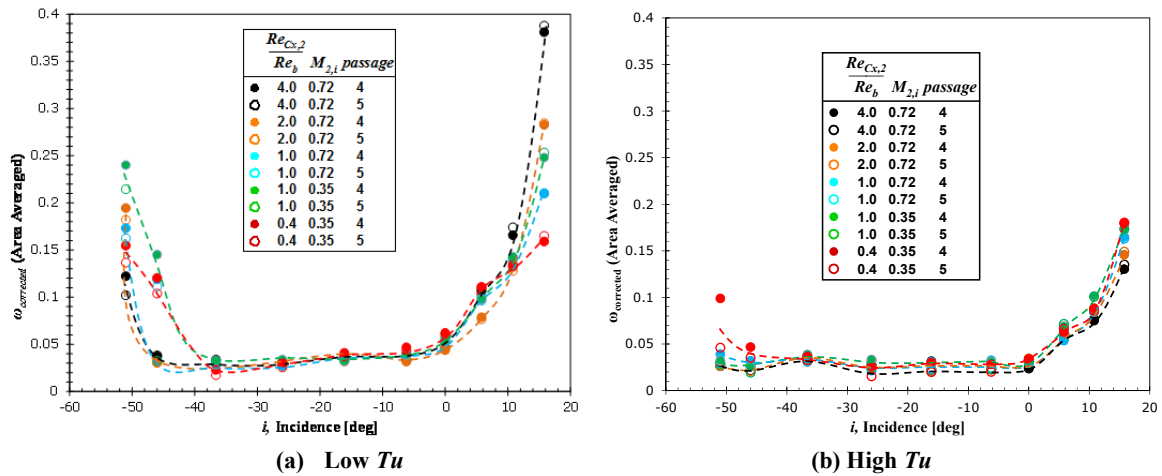 (a) Low Tu
ω_corrected (Area Averaged)
0.4
0.35
0.3
0.25
0.2
0.15
0.1
0.05
0
-60 -50 -40 -30 -20 -10 0 10 20
i, Incidence [deg]
Re_Cx,2
Re_b M_2,i passage
4.0 0.72 4
4.0 0.72 5
2.0 0.72 4
2.0 0.72 5
1.0 0.72 4
1.0 0.72 5
1.0 0.35 4
1.0 0.35 5
0.4 0.35 4
0.4 0.35 5
(b) High Tu
ω_corrected (Area Averaged)
0.4
0.35
0.3
0.25
0.2
0.15
0.1
0.05
0
-60 -50 -40 -30 -20 -10 0 10 20
i, Incidence [deg]
Re_Cx,2
Re_b M_2,i passage
4.0 0.72 4
4.0 0.72 5
2.0 0.72 4
2.0 0.72 5
1.0 0.72 4
1.0 0.72 5
1.0 0.35 4
1.0 0.35 5
0.4 0.35 4
0.4 0.35 5